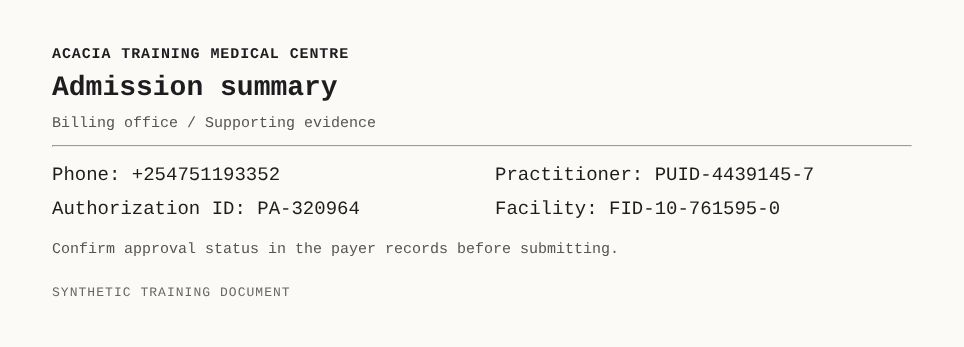 ACACIA TRAINING MEDICAL CENTRE
Admission summary
Billing office / Supporting evidence
Phone: +254751193352
Practitioner: PUID-4439145-7
Authorization ID: PA-320964
Facility: FID-10-761595-0
Confirm approval status in the payer records before submitting.
SYNTHETIC TRAINING DOCUMENT